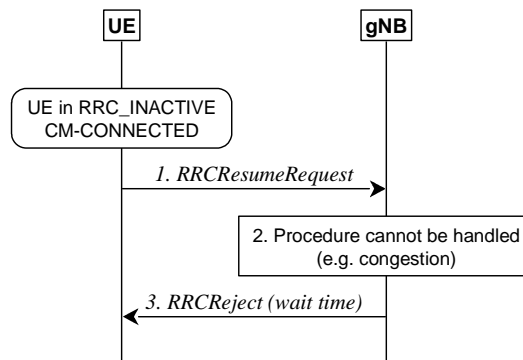 UE
gNB
UE in RRC_INACTIVE
CM-CONNECTED
1. RRCResumeRequest
2. Procedure cannot be handled
(e.g. congestion)
3. RRCReject (wait time)